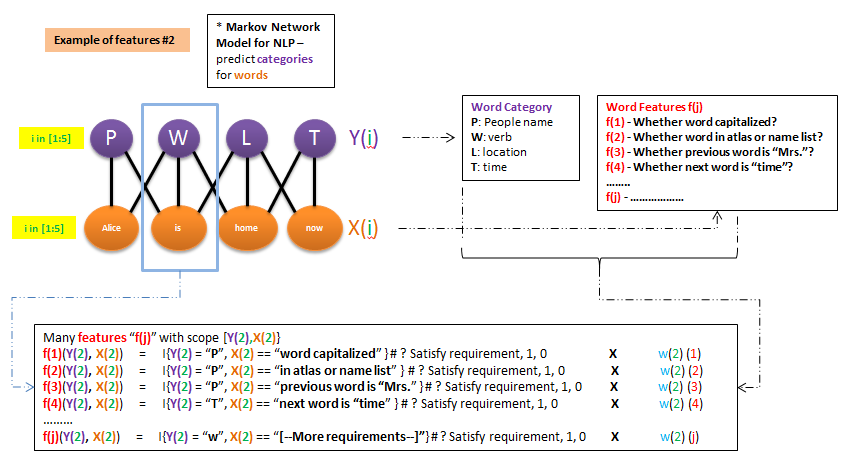 Example of features #2
* Markov Network
Model for NLP –
predict categories
for words
i in [1:5]
P W L T Y(i)
Word Category
P: People name
W: verb
L: location
T: time
Word Features f(j)
f(1) - Whether word capitalized?
f(2) - Whether word in atlas or name list?
f(3) - Whether previous word is “Mrs.”?
f(4) - Whether next word is “time”?
........
f(j) - ..................
i in [1:5]
Alice is home now X(i)
Many features “f(j)” with scope [Y(2),X(2)}
f(1)(Y(2), X(2)) = I{Y(2) = “P”, X(2) == “word capitalized” } # ? Satisfy requirement, 1, 0 X w(2) (1)
f(2)(Y(2), X(2)) = I{Y(2) = “P”, X(2) == “in atlas or name list” } # ? Satisfy requirement, 1, 0 X w(2) (2)
f(3)(Y(2), X(2)) = I{Y(2) = “P”, X(2) == “previous word is “Mrs.” } # ? Satisfy requirement, 1, 0 X w(2) (3)
f(4)(Y(2), X(2)) = I{Y(2) = “T”, X(2) == “next word is “time” } # ? Satisfy requirement, 1, 0 X w(2) (4)
.........
f(j)(Y(2), X(2)) = I{Y(2) = “w”, X(2) == “[--More requirements--]”} # ? Satisfy requirement, 1, 0 X w(2) (j)